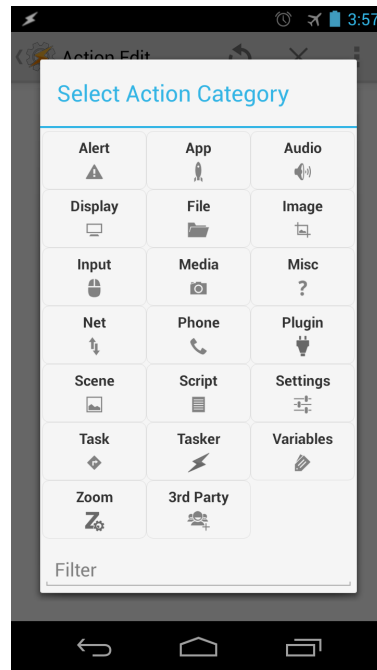 3:57
Action Edit
Select Action Category
Alert App Audio
Display File Image
Input Media Misc
Net Phone Plugin
Scene Script Settings
Task Tasker Variables
Zoom 3rd Party
Filter